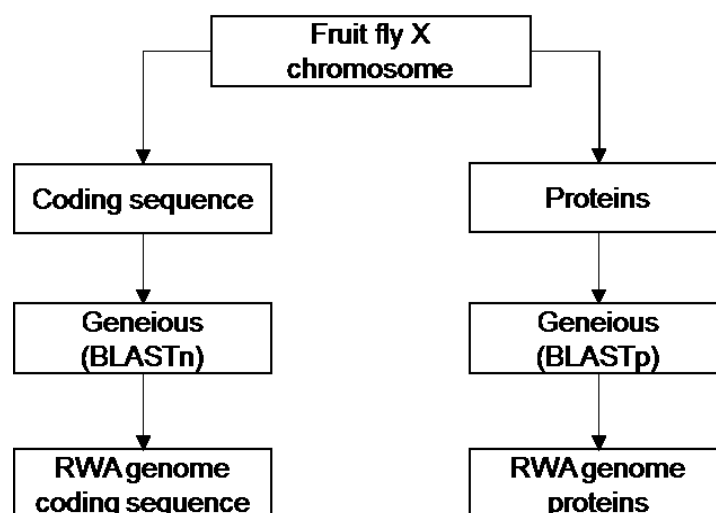 Fruit fly X
chromosome
Coding sequence
Proteins
Geneious
(BLASTn)
Geneious
(BLASTp)
RWA genome
coding sequence
RWA genome
proteins